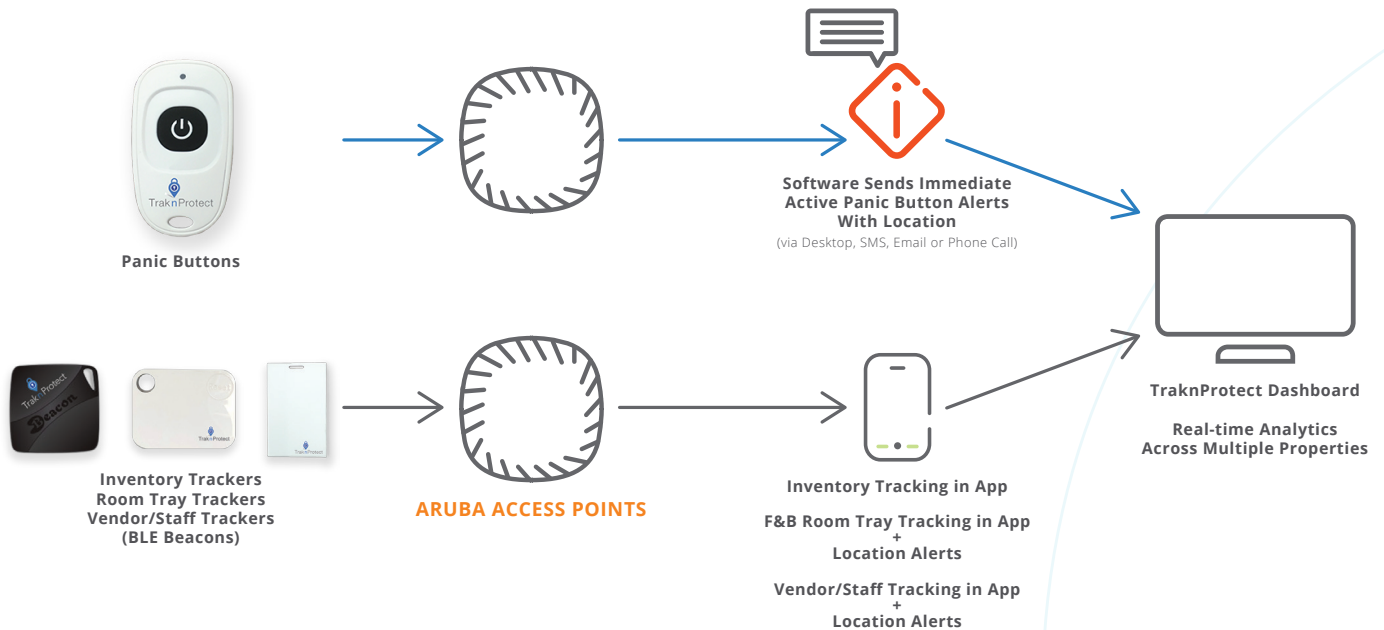 TraknProtect
Panic Buttons
Software Sends Immediate
Active Panic Button Alerts
With Location
(via Desktop, SMS, Email or Phone Call)
TraknProtect
Beacon
TraknProtect
TraknProtect
Inventory Trackers
Room Tray Trackers
Vendor/Staff Trackers
(BLE Beacons)
ARUBA ACCESS POINTS
Inventory Tracking in App
F&B Room Tray Tracking in App
+
Location Alerts
Vendor/Staff Tracking in App
+
Location Alerts
TraknProtect Dashboard
Real-time Analytics
Across Multiple Properties